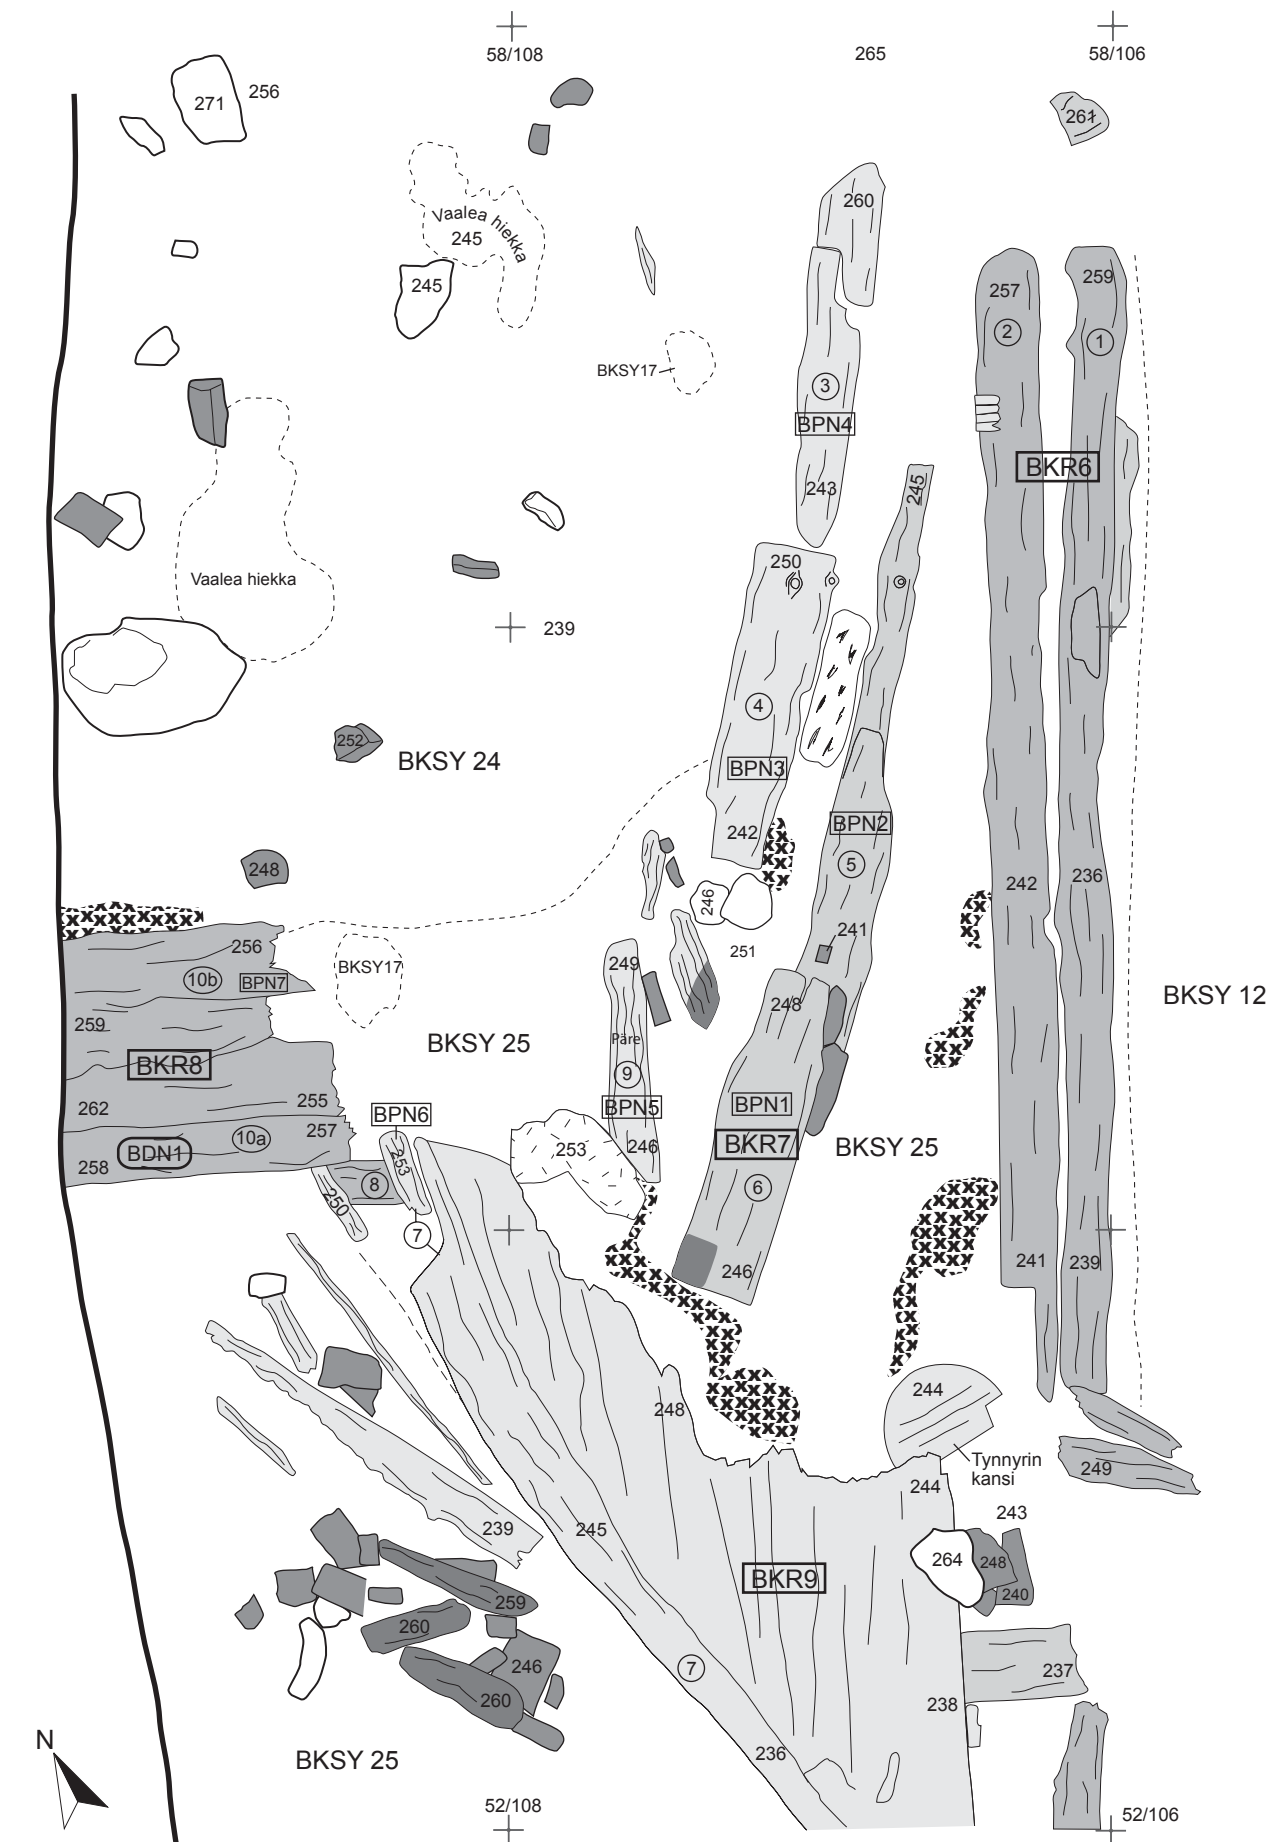 58/108
265
58/106
271
256
261
260
Vaalea hiekka
245
245
257
259
2
1
BKSY17
3
BPN4
BKR6
243
245
250
Vaalea hiekka
239
4
252
BKSY 24
BPN3
BPN2
242
5
248
242
236
246
241
251
256
BKSY17
249
10b
BPN7
248
BKSY 12
259
BKSY 25
Päre
BKR8
9
262
255
BPN6
BPN5
BPN1
257
10a
BKR7
BKSY 25
BDN1
253
253
246
258
8
6
250
7
241
239
246
244
248
Tynnyrin
kansi
249
244
243
239
245
264
248
BKR9
240
259
260
246
7
237
260
238
N
236
BKSY 25
52/108
52/106